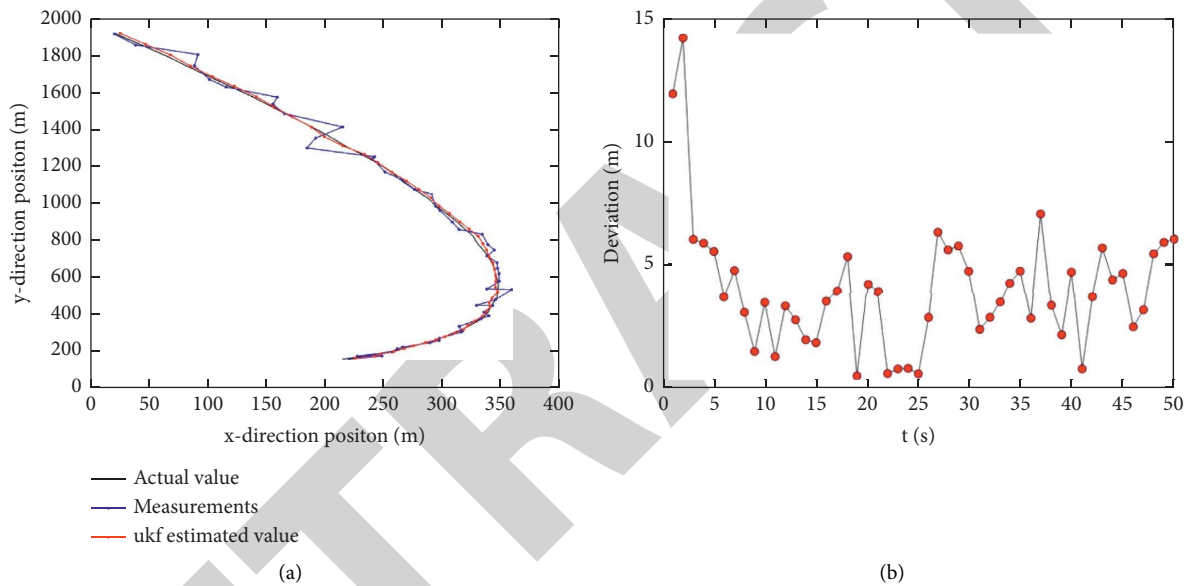 2000
1800
1600
1400
1200
1000
800
600
400
200
0
y-direction positon (m)
0 50 100 150 200 250 300 350 400
x-direction positon (m)
Actual value
Measurements
ukf estimated value
(a)
15
10
5
0
Deviation (m)
0 5 10 15 20 25 30 35 40 45 50
t (s)
(b)